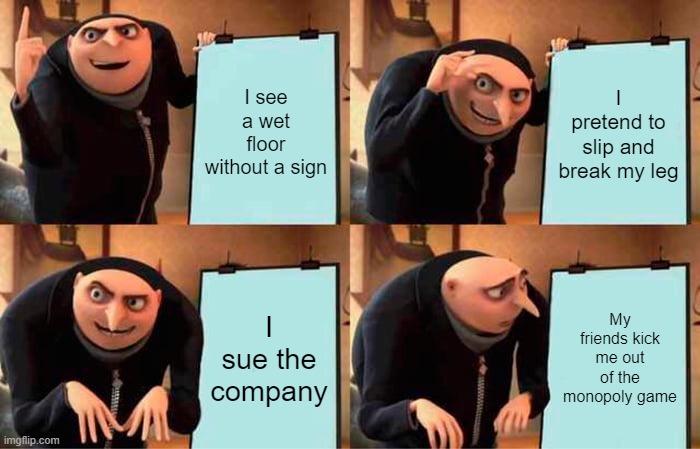 I see
a wet
floor
without a sign
I
pretend to
slip and
break my leg
I
sue the
company
My
friends kick
me out
of the
monopoly game
imgflip.com